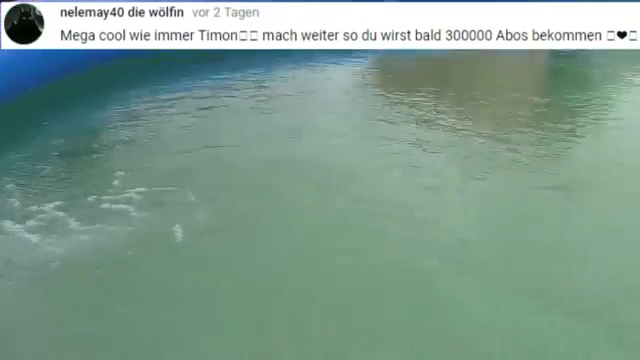 nelemay40 die wölfin vor 2 Tagen
Mega cool wie immer Timon□□ mach weiter so du wirst bald 300000 Abos bekommen □❤□